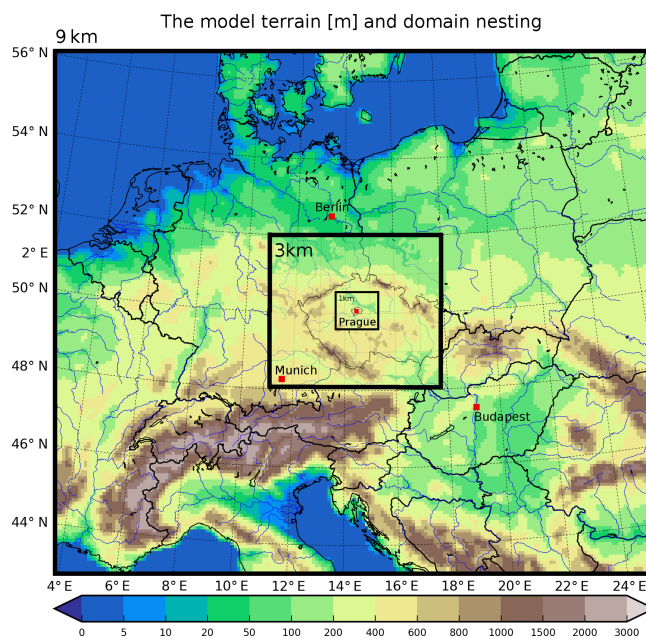 The model terrain [m] and domain nesting
9 km
56° N
54° N
52° N
2° E
50° N
48° N
46° N
44° N
Berlin
3km
1km
Prague
Munich
Budapest
4° E 6° E 8° E 10° E 12° E 14° E 16° E 18° E 20° E 22° E 24° E
0 5 10 20 50 100 200 400 600 800 1000 1500 2000 3000